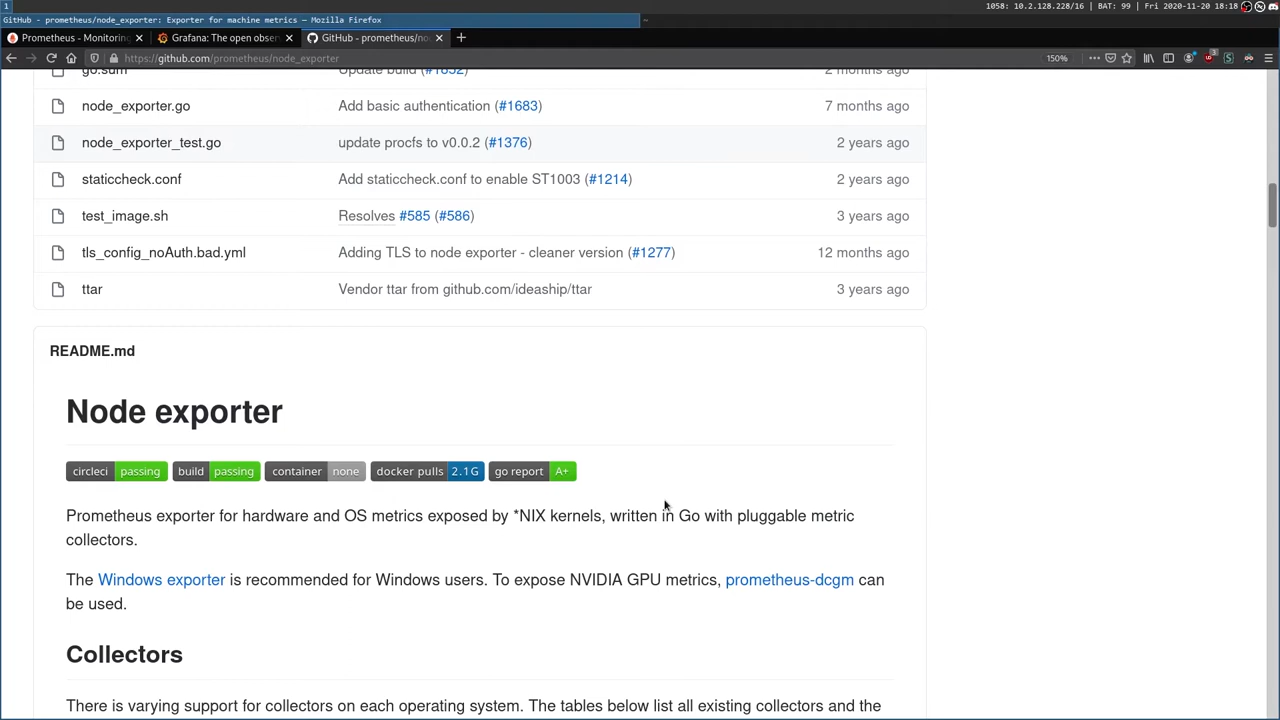 1
1058: 10.2.128.228/16 | BAT: 99 | Fri 2020-11-20 18:18
GitHub - prometheus/node_exporter: Exporter for machine metrics — Mozilla Firefox
Prometheus - Monitoring
Grafana: The open obser
GitHub - prometheus/no
https://github.com/prometheus/node_exporter
150%
go.sum Update build (#1652) 2 months ago
node_exporter.go Add basic authentication (#1683) 7 months ago
node_exporter_test.go update procfs to v0.0.2 (#1376) 2 years ago
staticcheck.conf Add staticcheck.conf to enable ST1003 (#1214) 2 years ago
test_image.sh Resolves #585 (#586) 3 years ago
tls_config_noAuth.bad.yml Adding TLS to node exporter - cleaner version (#1277) 12 months ago
ttar Vendor ttar from github.com/ideaship/ttar 3 years ago
README.md
Node exporter
circleci passing build passing container none docker pulls 2.1G go report A+
Prometheus exporter for hardware and OS metrics exposed by *NIX kernels, written in Go with pluggable metric
collectors.
The Windows exporter is recommended for Windows users. To expose NVIDIA GPU metrics, prometheus-dcgm can
be used.
Collectors
There is varying support for collectors on each operating system. The tables below list all existing collectors and the